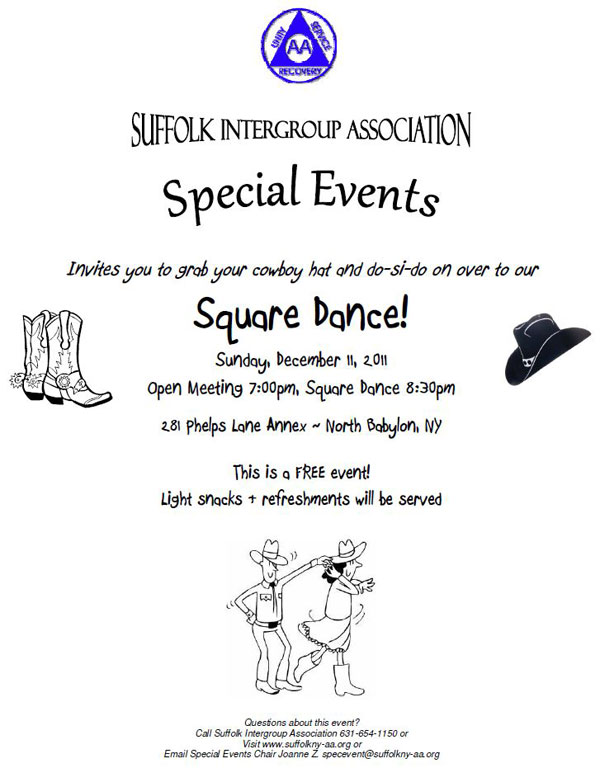 UNITY SERVICE
AA
RECOVERY
SUFFOLK INTERGROUP ASSOCIATION
Special Events
Invites you to grab your cowboy hat and do-si-do on over to our
Square Dance!
Sunday, December 11, 2011
Open Meeting 7:00pm, Square Dance 8:30pm
281 Phelps Lane Annex ~ North Babylon, NY
This is a FREE event!
Light snacks + refreshments will be served
Questions about this event?
Call Suffolk Intergroup Association 631-654-1150 or
Visit www.suffolkny-aa.org or
Email Special Events Chair Joanne Z. specevent@suffolkny-aa.org